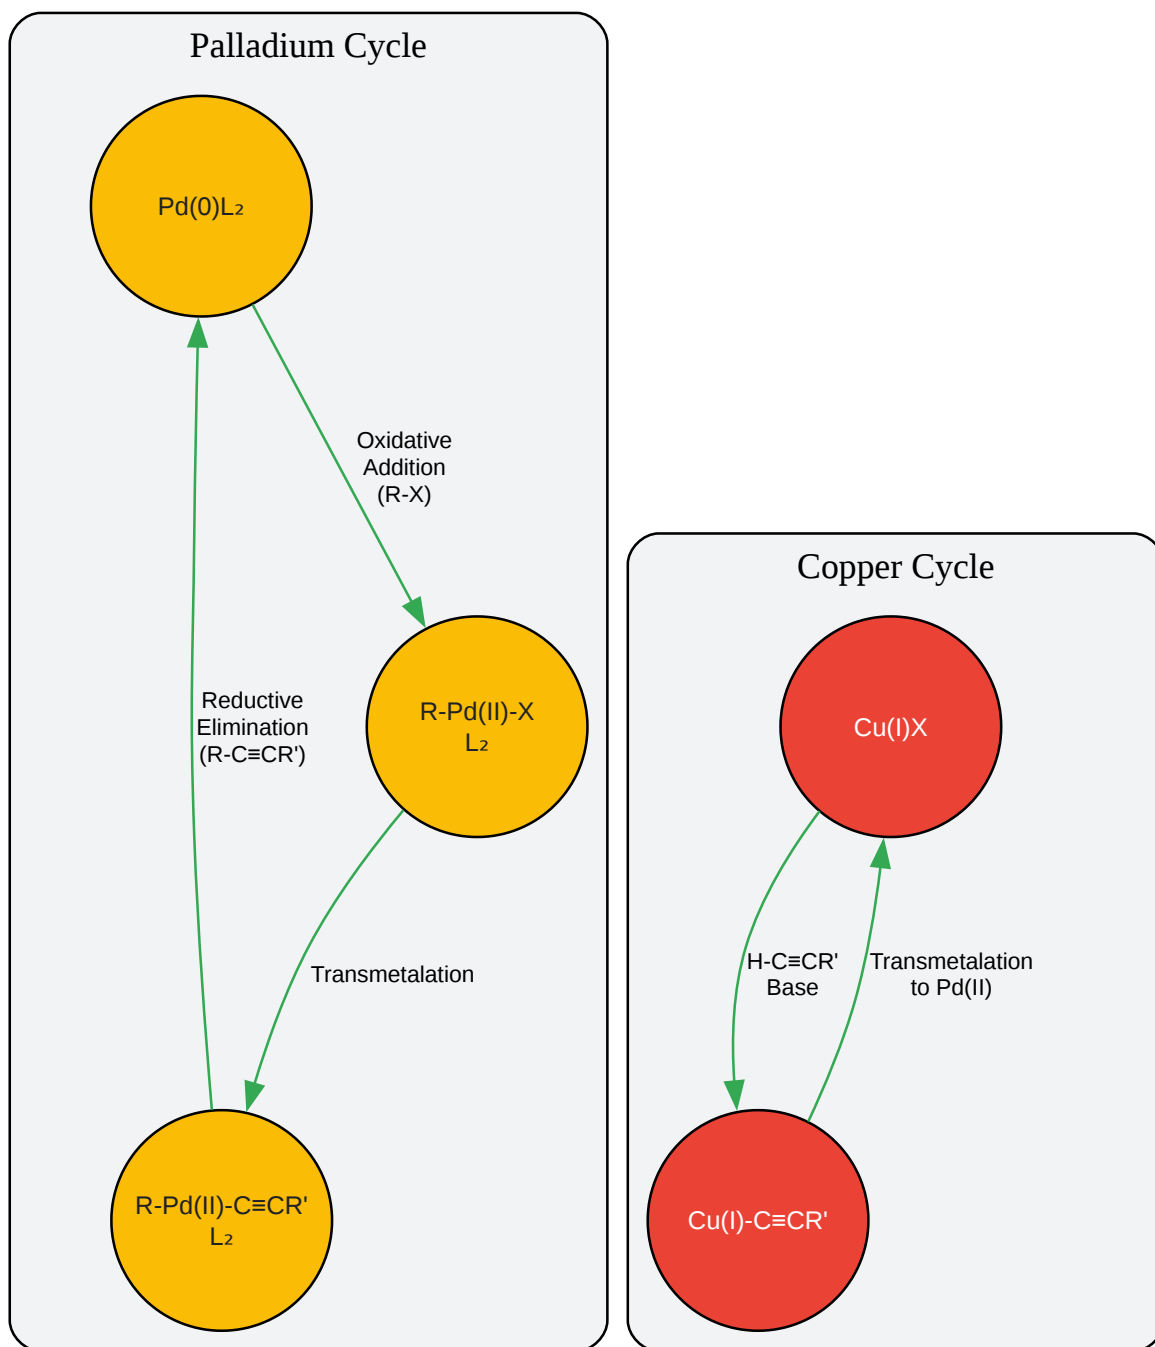 Palladium Cycle
Pd(0)L₂
Oxidative
Addition
(R-X)
R-Pd(II)-X
L₂
Reductive
Elimination
(R-C≡CR')
Transmetalation
R-Pd(II)-C≡CR'
L₂
Copper Cycle
Cu(I)X
H-C≡CR'
Base
Transmetalation
to Pd(II)
Cu(I)-C≡CR'